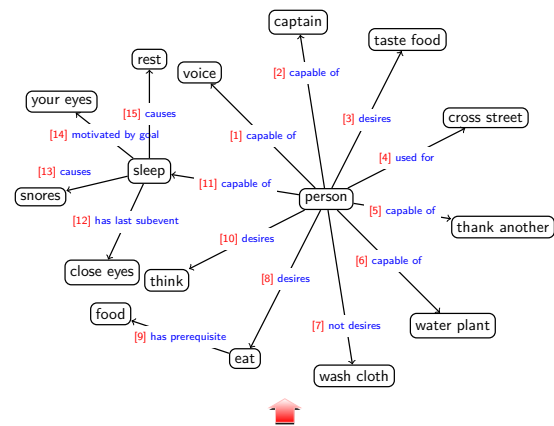 captain
taste food
rest
voice
[2] capable of
your eyes
[15] causes
[3] desires
cross street
[14] motivated by goal
[1] capable of
[4] used for
[13] causes
sleep
[11] capable of
snores
person
[5] capable of
thank another
[12] has last subevent
[10] desires
[6] capable of
close eyes
think
[8] desires
food
[7] not desires
water plant
[9] has prerequisite
eat
wash cloth